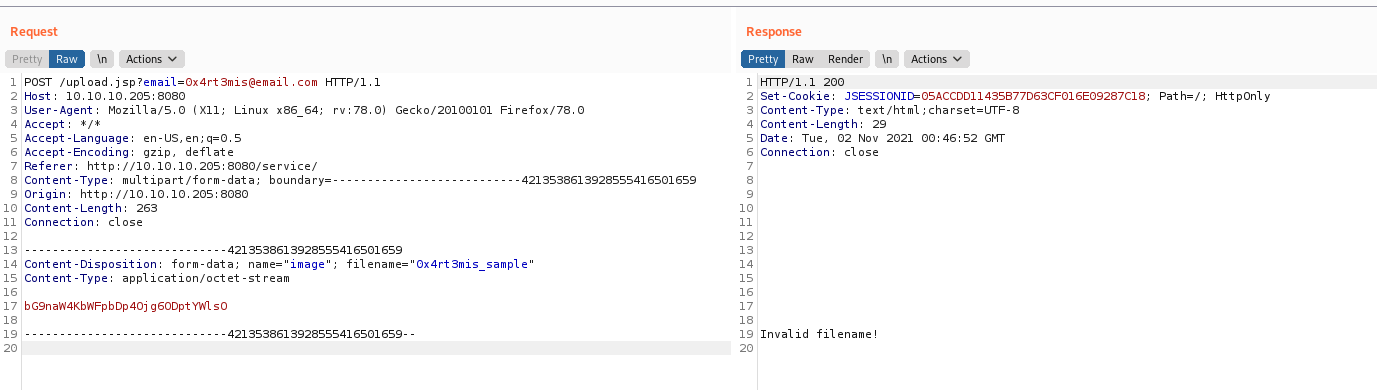 Request
Pretty Raw \n Actions
1 POST /upload.jsp?email=0x4rt3mis@email.com HTTP/1.1
2 Host: 10.10.10.205:8080
3 User-Agent: Mozilla/5.0 (X11; Linux x86_64; rv:78.0) Gecko/20100101 Firefox/78.0
4 Accept: */*
5 Accept-Language: en-US,en;q=0.5
6 Accept-Encoding: gzip, deflate
7 Referer: http://10.10.10.205:8080/service/
8 Content-Type: multipart/form-data; boundary=---------------------------4213538613928555416501659
9 Origin: http://10.10.10.205:8080
10 Content-Length: 263
11 Connection: close
12
13 -----------------------------4213538613928555416501659
14 Content-Disposition: form-data; name="image"; filename="0x4rt3mis_sample"
15 Content-Type: application/octet-stream
16
17 bG9naW4KbWFpbDp4Ojg6ODptYWlsO
18
19 -----------------------------4213538613928555416501659--
20
Response
Pretty Raw Render \n Actions
1 HTTP/1.1 200
2 Set-Cookie: JSESSIONID=05ACCDD11435B77D63CF016E09287C18; Path=/; HttpOnly
3 Content-Type: text/html;charset=UTF-8
4 Content-Length: 29
5 Date: Tue, 02 Nov 2021 00:46:52 GMT
6 Connection: close
7
8
9
10
11
12
13
14
15
16
17
18
19 Invalid filename!
20